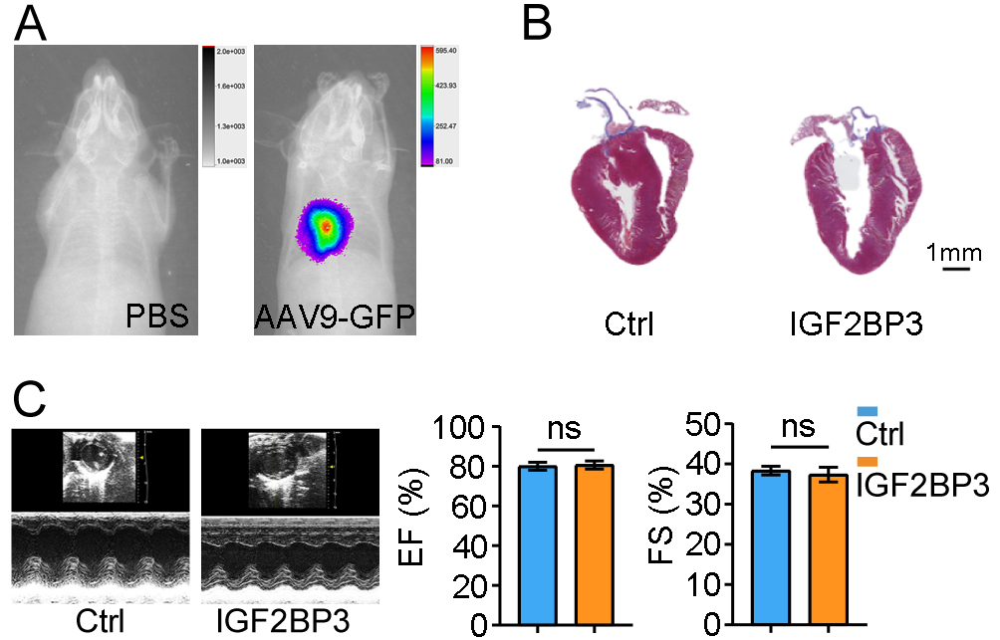 A
2.0e+003
1.6e+003
1.3e+003
1.0e+003
PBS
595.40
423.93
252.47
81.00
AAV9-GFP
B
1mm
Ctrl
IGF2BP3
C
Ctrl
IGF2BP3
EF (%)
100
80
60
40
20
0
ns
FS (%)
50
40
30
20
10
0
ns
Ctrl
IGF2BP3